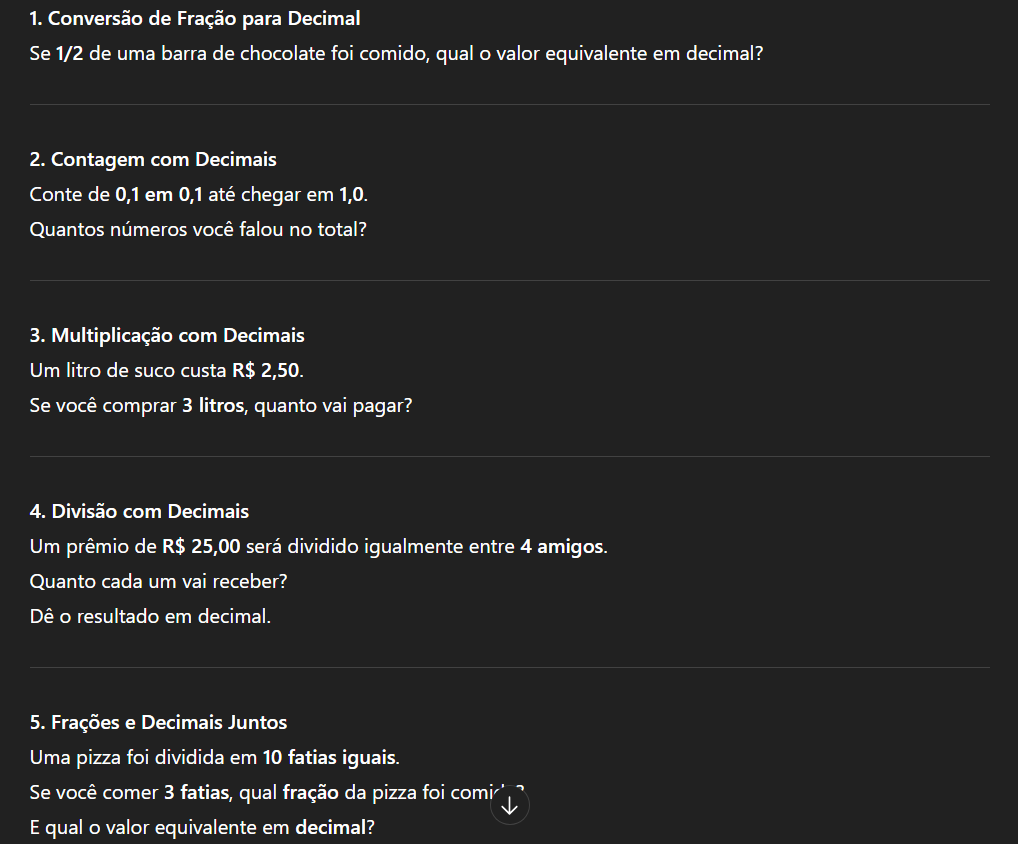 1. Conversão de Fração para Decimal
Se 1/2 de uma barra de chocolate foi comido, qual o valor equivalente em decimal?
2. Contagem com Decimais
Conte de 0,1 em 0,1 até chegar em 1,0.
Quantos números você falou no total?
3. Multiplicação com Decimais
Um litro de suco custa R$ 2,50.
Se você comprar 3 litros, quanto vai pagar?
4. Divisão com Decimais
Um prêmio de R$ 25,00 será dividido igualmente entre 4 amigos.
Quanto cada um vai receber?
Dê o resultado em decimal.
5. Frações e Decimais Juntos
Uma pizza foi dividida em 10 fatias iguais.
Se você comer 3 fatias, qual fração da pizza foi
E qual o valor equivalente em decimal?